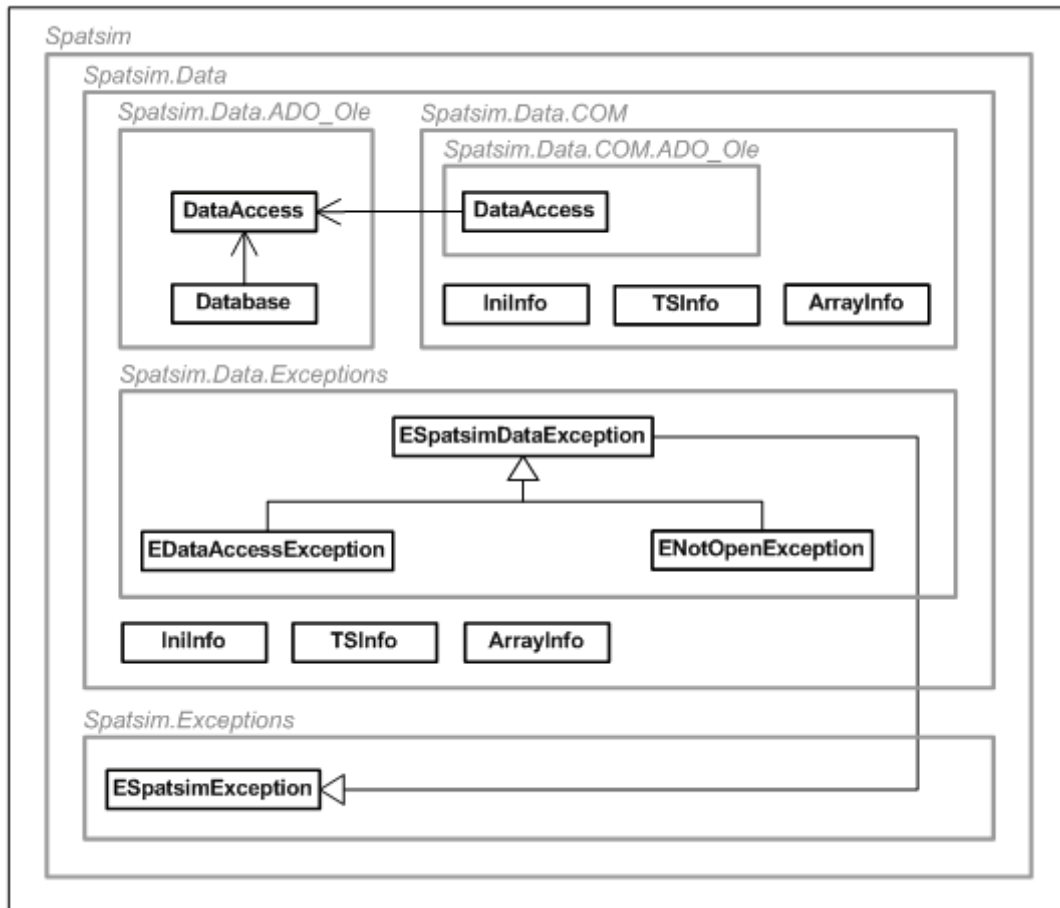 Spatsim
Spatsim.Data
Spatsim.Data.ADO_Ole
Spatsim.Data.COM
Spatsim.Data.COM.ADO_Ole
DataAccess
DataAccess
Database
IniInfo
TSInfo
ArrayInfo
Spatsim.Data.Exceptions
ESpatsimDataException
EDataAccessException
ENotOpenException
IniInfo
TSInfo
ArrayInfo
Spatsim.Exceptions
ESpatsimException